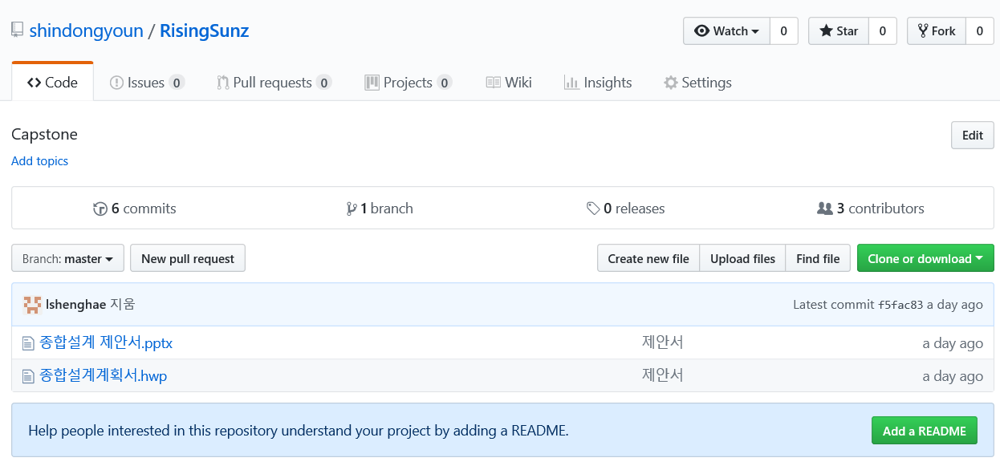 shindongyoun / RisingSunz Watch 0 Star 0 Fork 0
Code Issues 0 Pull requests 0 Projects 0 Wiki Insights Settings
Capstone Edit
Add topics
6 commits 1 branch 0 releases 3 contributors
Branch: master New pull request Create new file Upload files Find file Clone or download
lshenghae 지움 Latest commit f5fac83 a day ago
종합설계 제안서.pptx 제안서 a day ago
종합설계계획서.hwp 제안서 a day ago
Help people interested in this repository understand your project by adding a README. Add a README